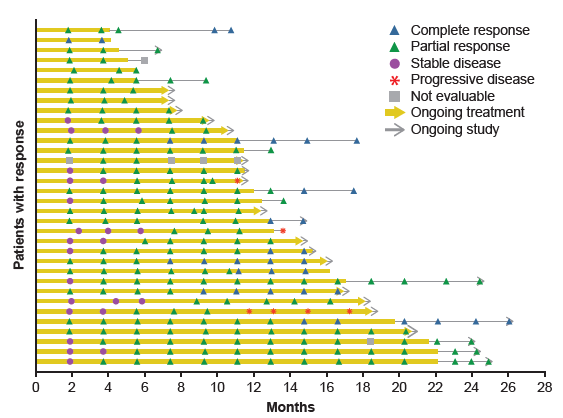 Complete response
Partial response
Stable disease
Progressive disease
Not evaluable
Ongoing treatment
Ongoing study
Patients with response
0 2 4 6 8 10 12 14 16 18 20 22 24 26 28
Months